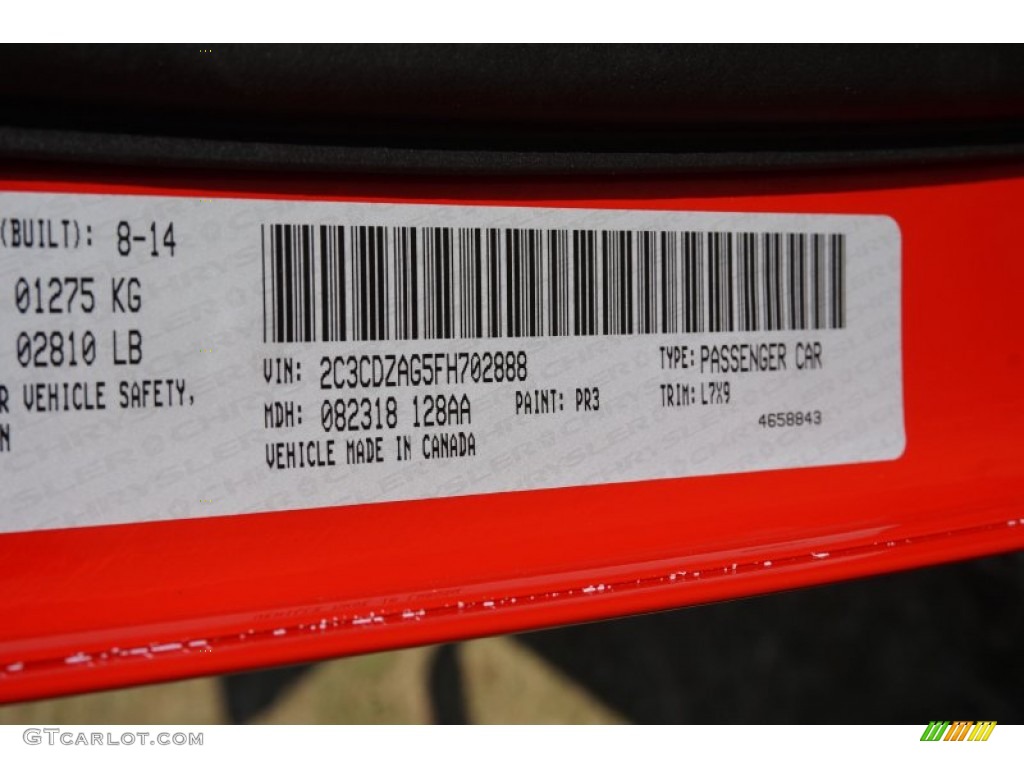 (BUILT): 8-14
01275 KG
02810 LB
R VEHICLE SAFETY,
N
VIN: 2C3CDZAG5FH702888
TYPE: PASSENGER CAR
MDH: 082318 128AA
PAINT: PR3
TRIM: L7X9
VEHICLE MADE IN CANADA
4658843
GTCARLOT.COM